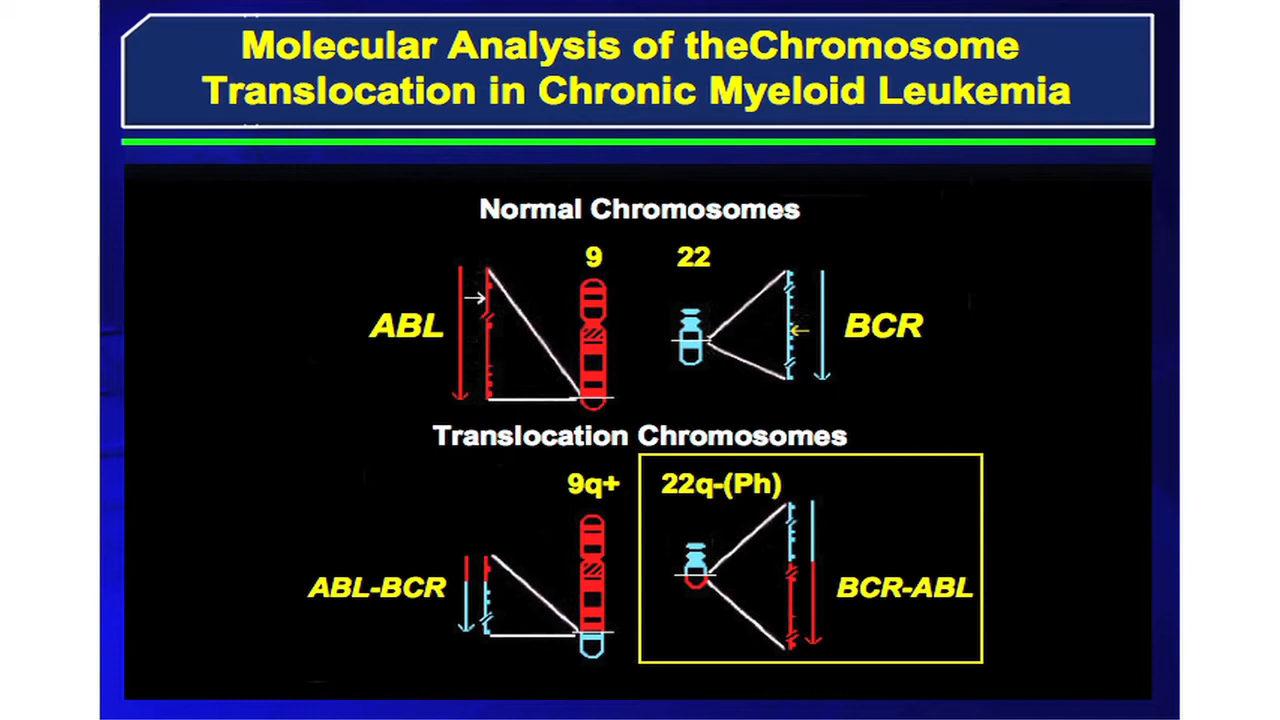 Molecular Analysis of theChromosome
Translocation in Chronic Myeloid Leukemia
Normal Chromosomes
9
22
ABL
BCR
Translocation Chromosomes
9q+
22q-(Ph)
ABL-BCR
BCR-ABL